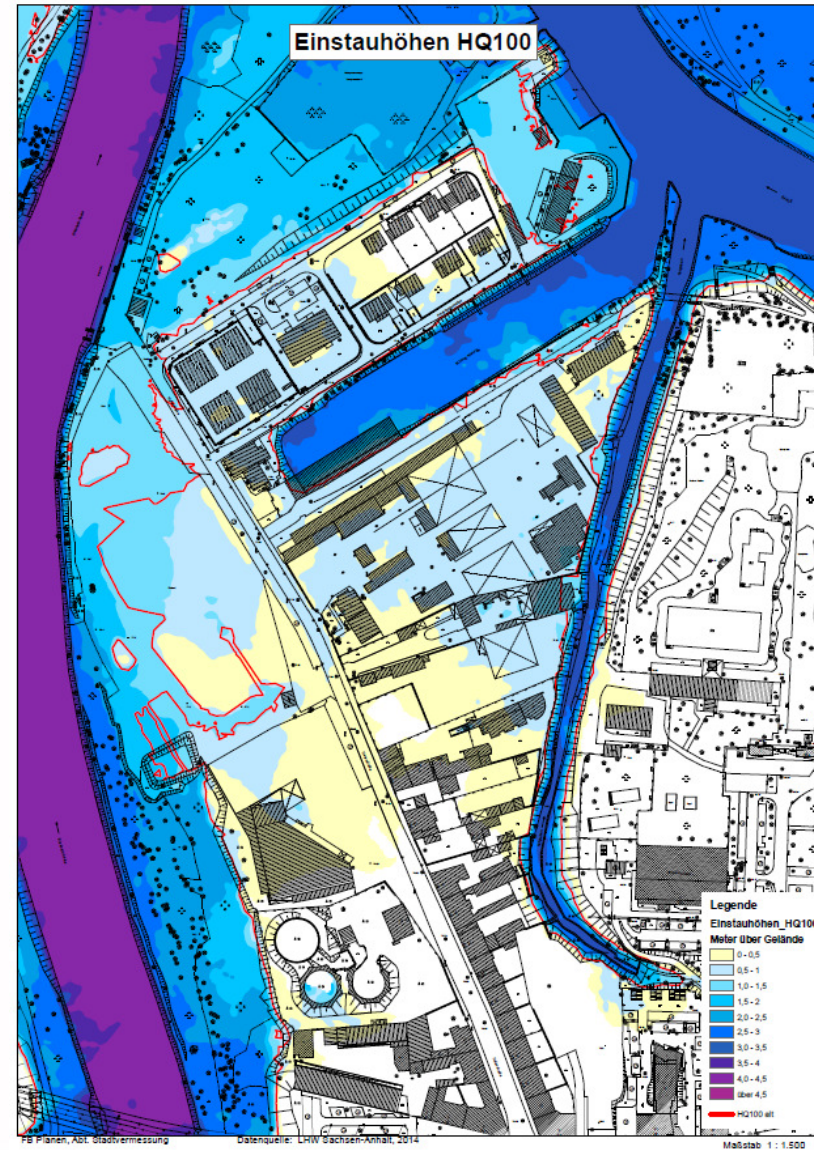 Einstauhöhen HQ100
Legende
Einstauhöhen_HQ100
Meter über Gelände
0 - 0,5
0,5 - 1
1,0 - 1,5
1,5 - 2
2,0 - 2,5
2,5 - 3
3,0 - 3,5
3,5 - 4
4,0 - 4,5
über 4,5
HQ100 alt
FB Planen, Abt. Stadtvermessung
Datenquelle: LHW Sachsen-Anhalt, 2014
Maßstab 1 : 1.500